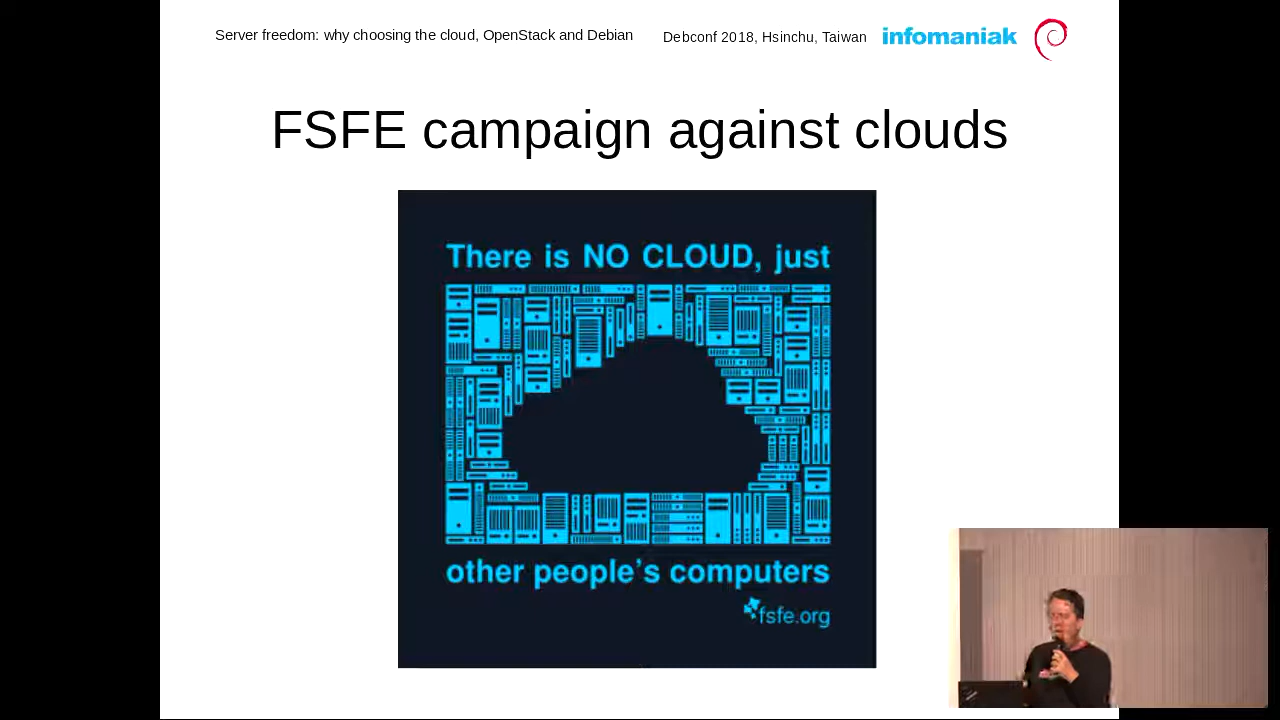 Server freedom: why choosing the cloud, OpenStack and Debian
Debconf 2018, Hsinchu, Taiwan
infomaniak
FSFE campaign against clouds
There is NO CLOUD, just
other people's computers
fsfe.org